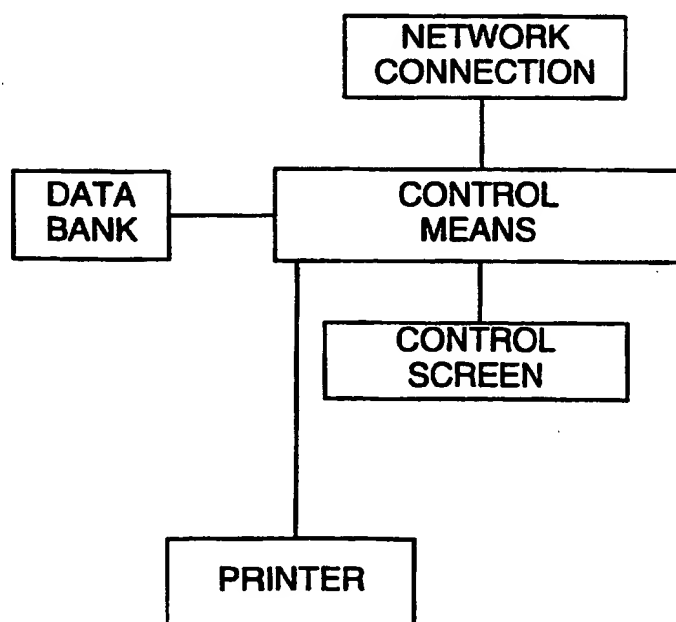 NETWORK
CONNECTION
DATA
BANK
CONTROL
MEANS
CONTROL
SCREEN
PRINTER